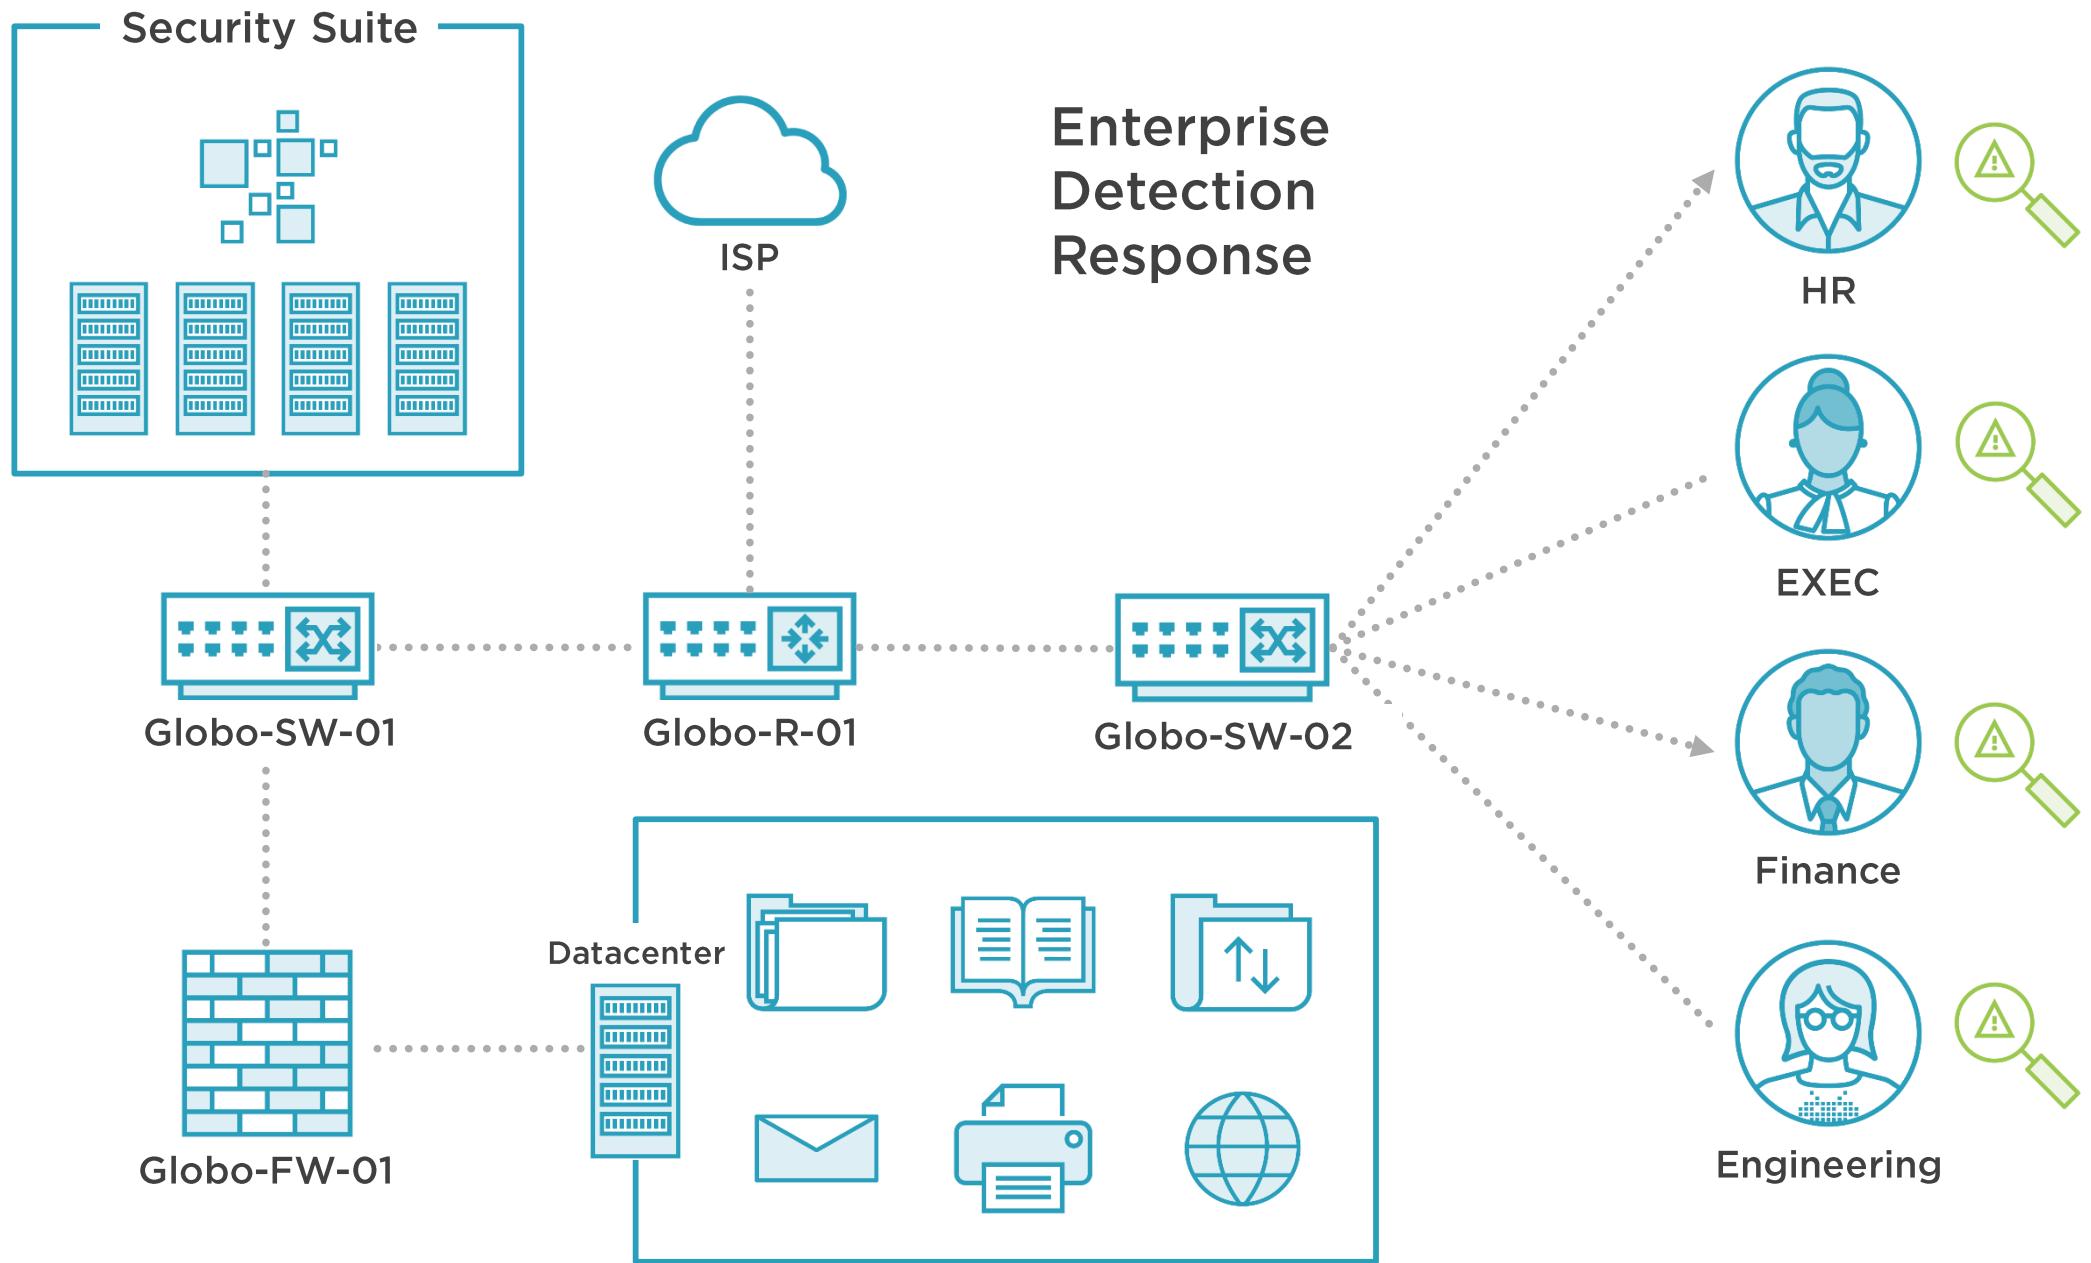 Security Suite
ISP
Enterprise
Detection
Response
HR
EXEC
Globo-SW-01
Globo-R-01
Globo-SW-02
Finance
Datacenter
Globo-FW-01
Engineering